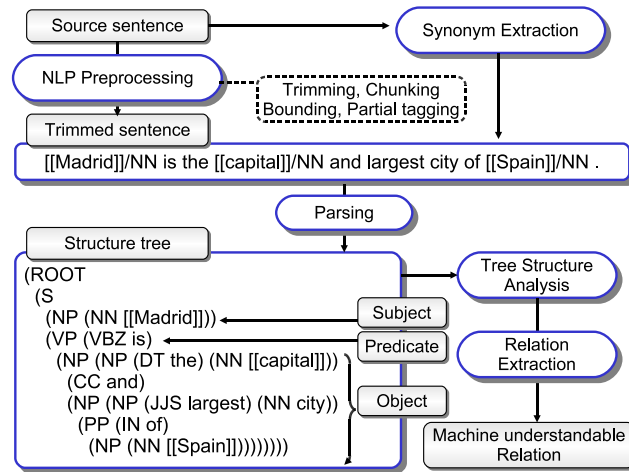 Source sentence
Synonym Extraction
NLP Preprocessing
Trimming, Chunking
Bounding, Partial tagging
Trimmed sentence
[[Madrid]]/NN is the [[capital]]/NN and largest city of [[Spain]]/NN .
Parsing
Structure tree
(ROOT
(S
(NP (NN [[Madrid]]))
(VP (VBZ is)
(NP (NP (DT the) (NN [[capital]]))
(CC and)
(NP (NP (JJS largest) (NN city))
(PP (IN of)
(NP (NN [[Spain]])))))))))
Subject
Predicate
Object
Tree Structure
Analysis
Relation
Extraction
Machine understandable
Relation